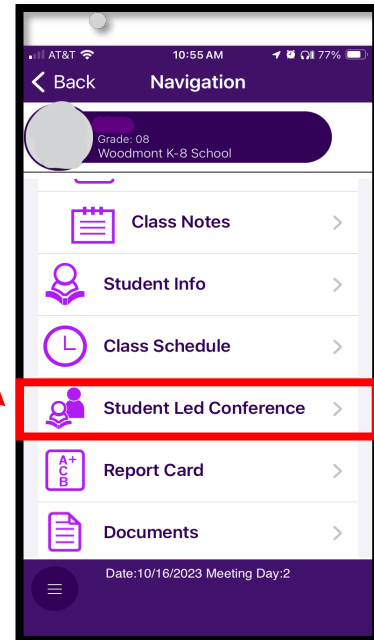 AT&T 10:55 AM 77%
Back Navigation
Grade: 08
Woodmont K-8 School
Class Notes
Student Info
Class Schedule
Student Led Conference
A+
C
B
Report Card
Documents
Date:10/16/2023 Meeting Day:2